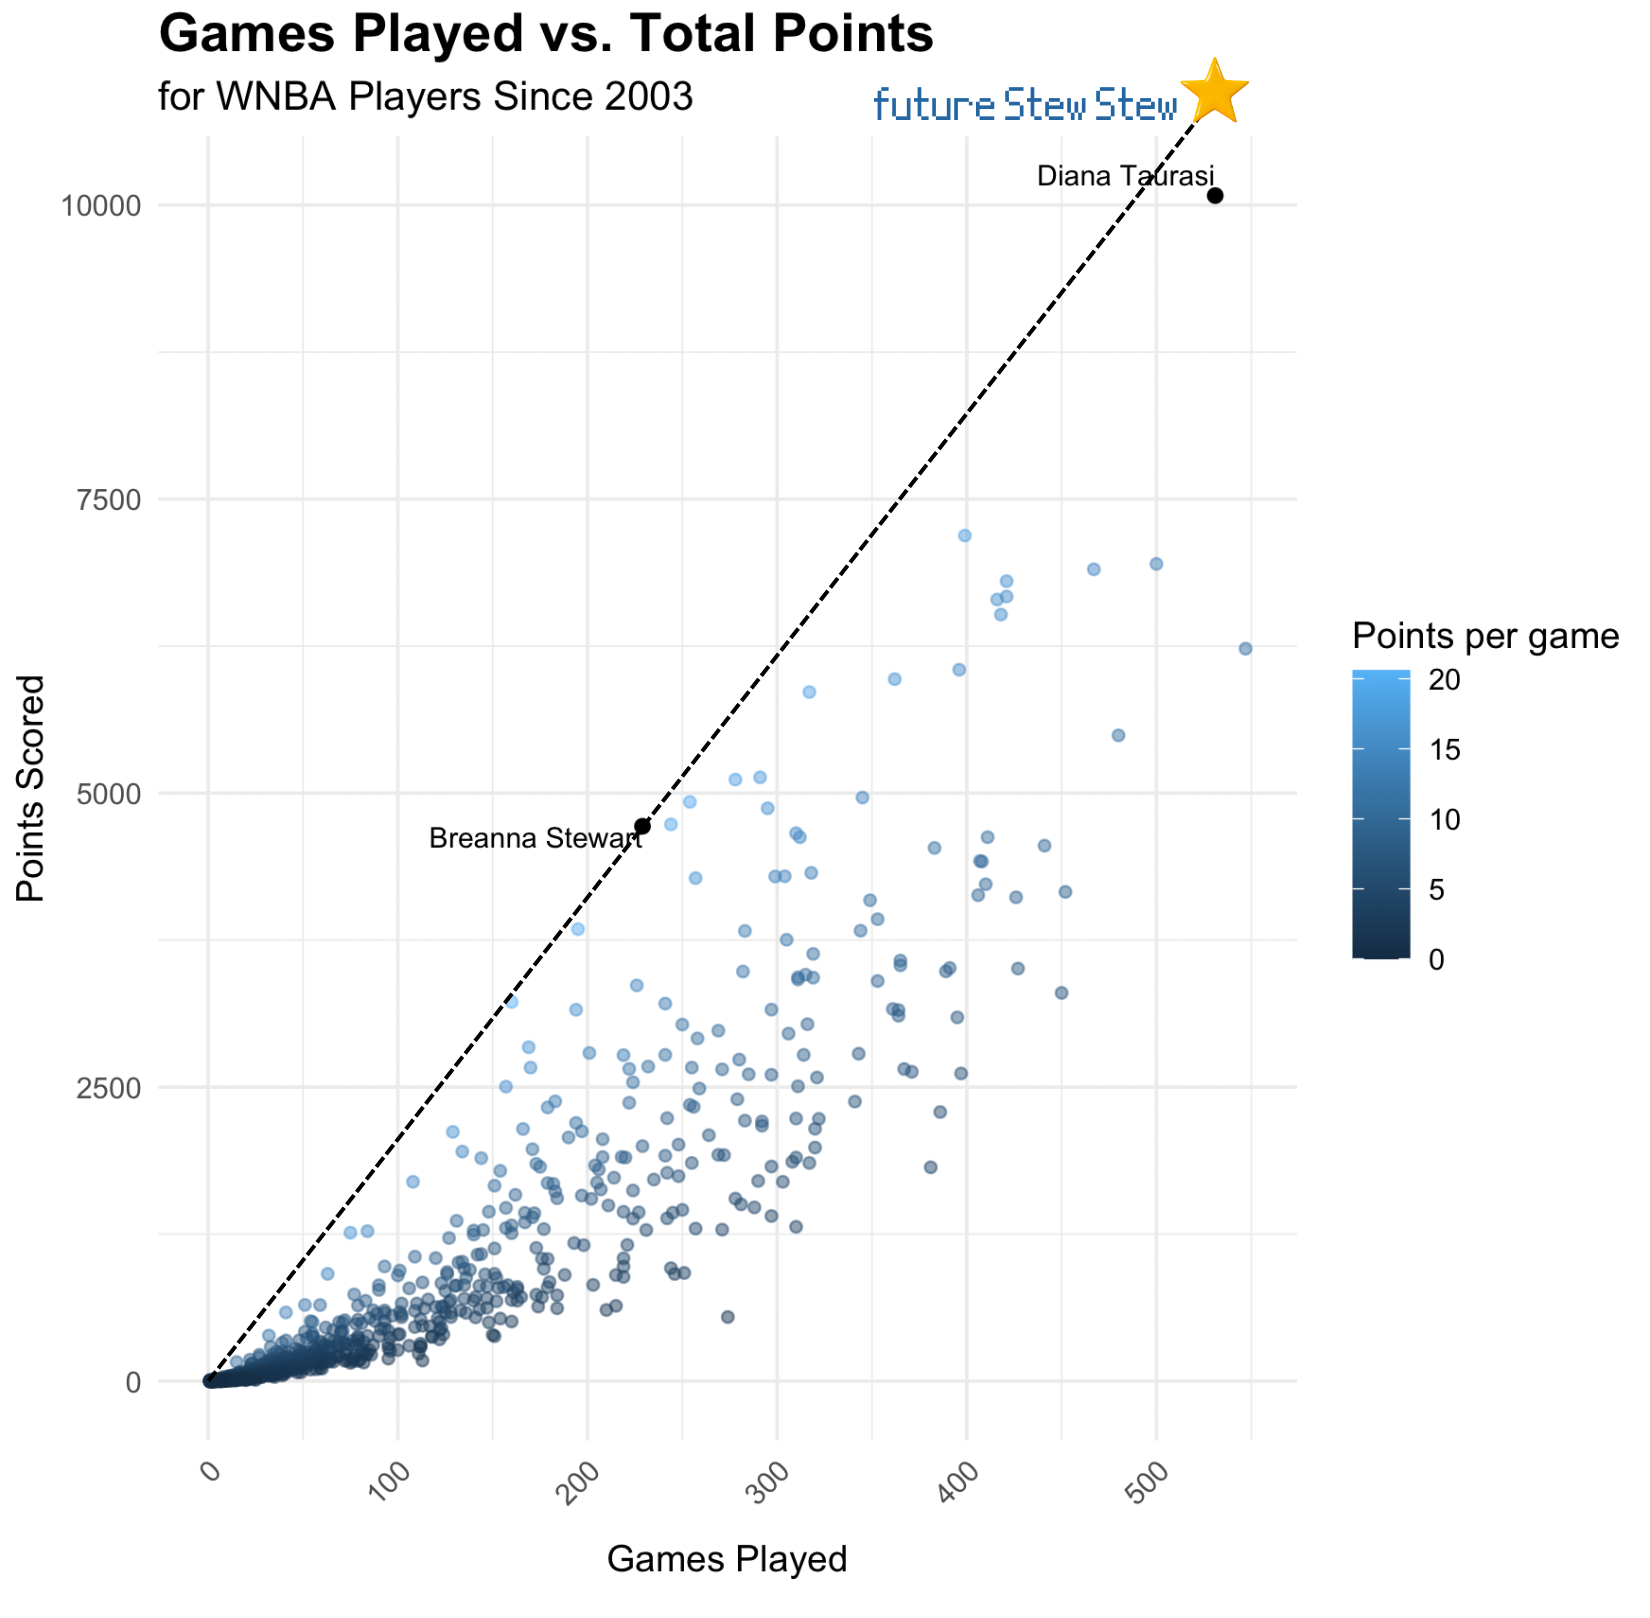 Games Played vs. Total Points
for WNBA Players Since 2003
future Stew Stew
Diana Taurasi
10000
7500
Points per game
20
15
10
5
0
Points Scored
5000
Breanna Stewart
2500
0
0
100
200
300
400
500
Games Played